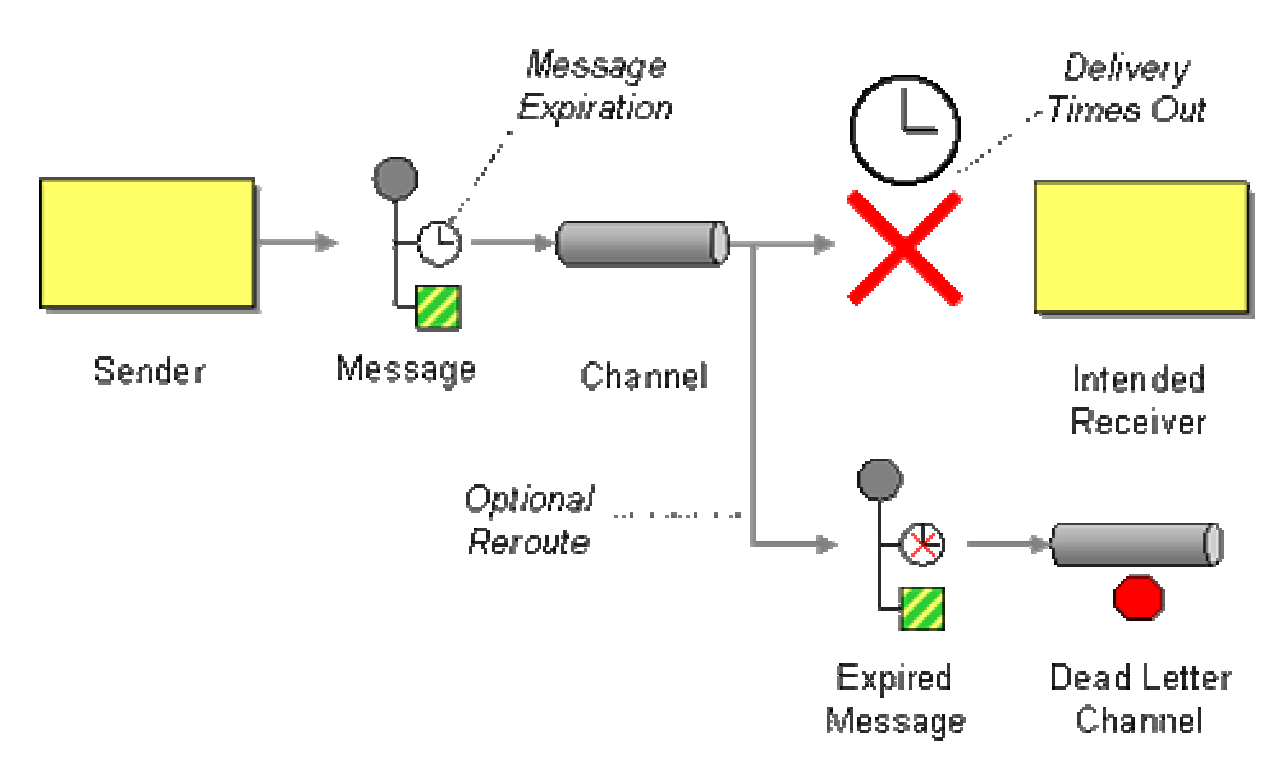 Message
Expiration
Delivery
Times Out
Sender
Message
Channel
Intended
Receiver
Optional
Reroute
Expired
Message
Dead Letter
Channel